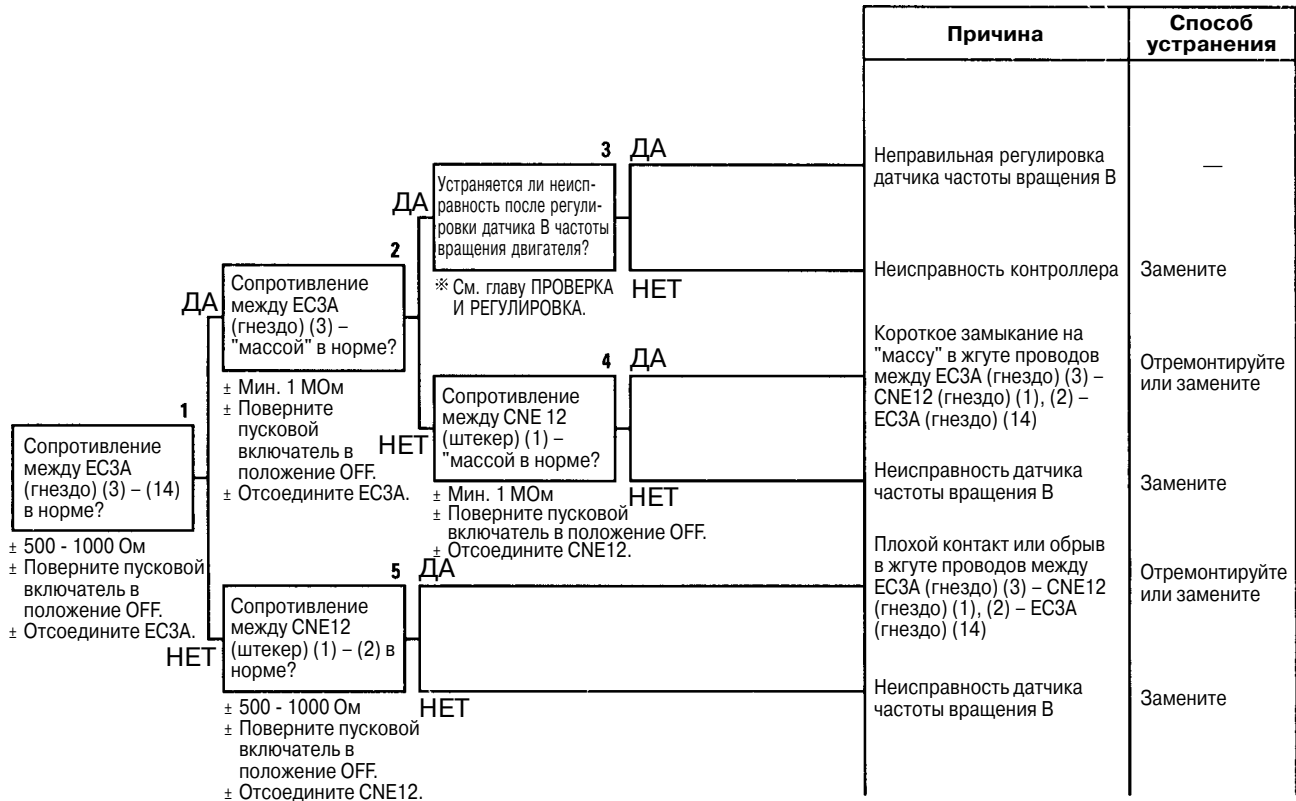 Причина
Способ
устранения
1
Сопротивление
между EC3A
(гнездо) (3) – (14)
в норме?
± 500 - 1000 Ом
± Поверните пусковой
включатель в
положение OFF.
± Отсоедините EC3A.
ДА
2
Сопротивление
между EC3A
(гнездо) (3) –
"массой" в норме?
± Мин. 1 МОм
± Поверните
пусковой
включатель в
положение OFF.
± Отсоедините EC3A.
ДА
3
Устраняется ли неисп-
равность после регули-
ровки датчика В частоты
вращения двигателя?
※ См. главу ПРОВЕРКА
И РЕГУЛИРОВКА.
ДА
Неправильная регулировка
датчика частоты вращения В
—
НЕТ
Неисправность контроллера
Замените
НЕТ
4
Сопротивление
между CNE 12
(штекер) (1) –
"массой в норме?
± Мин. 1 МОм
± Поверните пусковой
включатель в положение OFF.
± Отсоедините CNE12.
ДА
Короткое замыкание на
"массу" в жгуте проводов
между EC3A (гнездо) (3) –
CNE12 (гнездо) (1), (2) –
EC3A (гнездо) (14)
Отремонтируйте
или замените
НЕТ
Неисправность датчика
частоты вращения В
Замените
НЕТ
5
Сопротивление
между CNE12
(штекер) (1) – (2) в
норме?
± 500 - 1000 Ом
± Поверните пусковой
включатель в
положение OFF.
± Отсоедините CNE12.
ДА
Плохой контакт или обрыв
в жгуте проводов между
EC3A (гнездо) (3) – CNE12
(гнездо) (1), (2) – EC3A
(гнездо) (14)
Отремонтируйте
или замените
НЕТ
Неисправность датчика
частоты вращения В
Замените